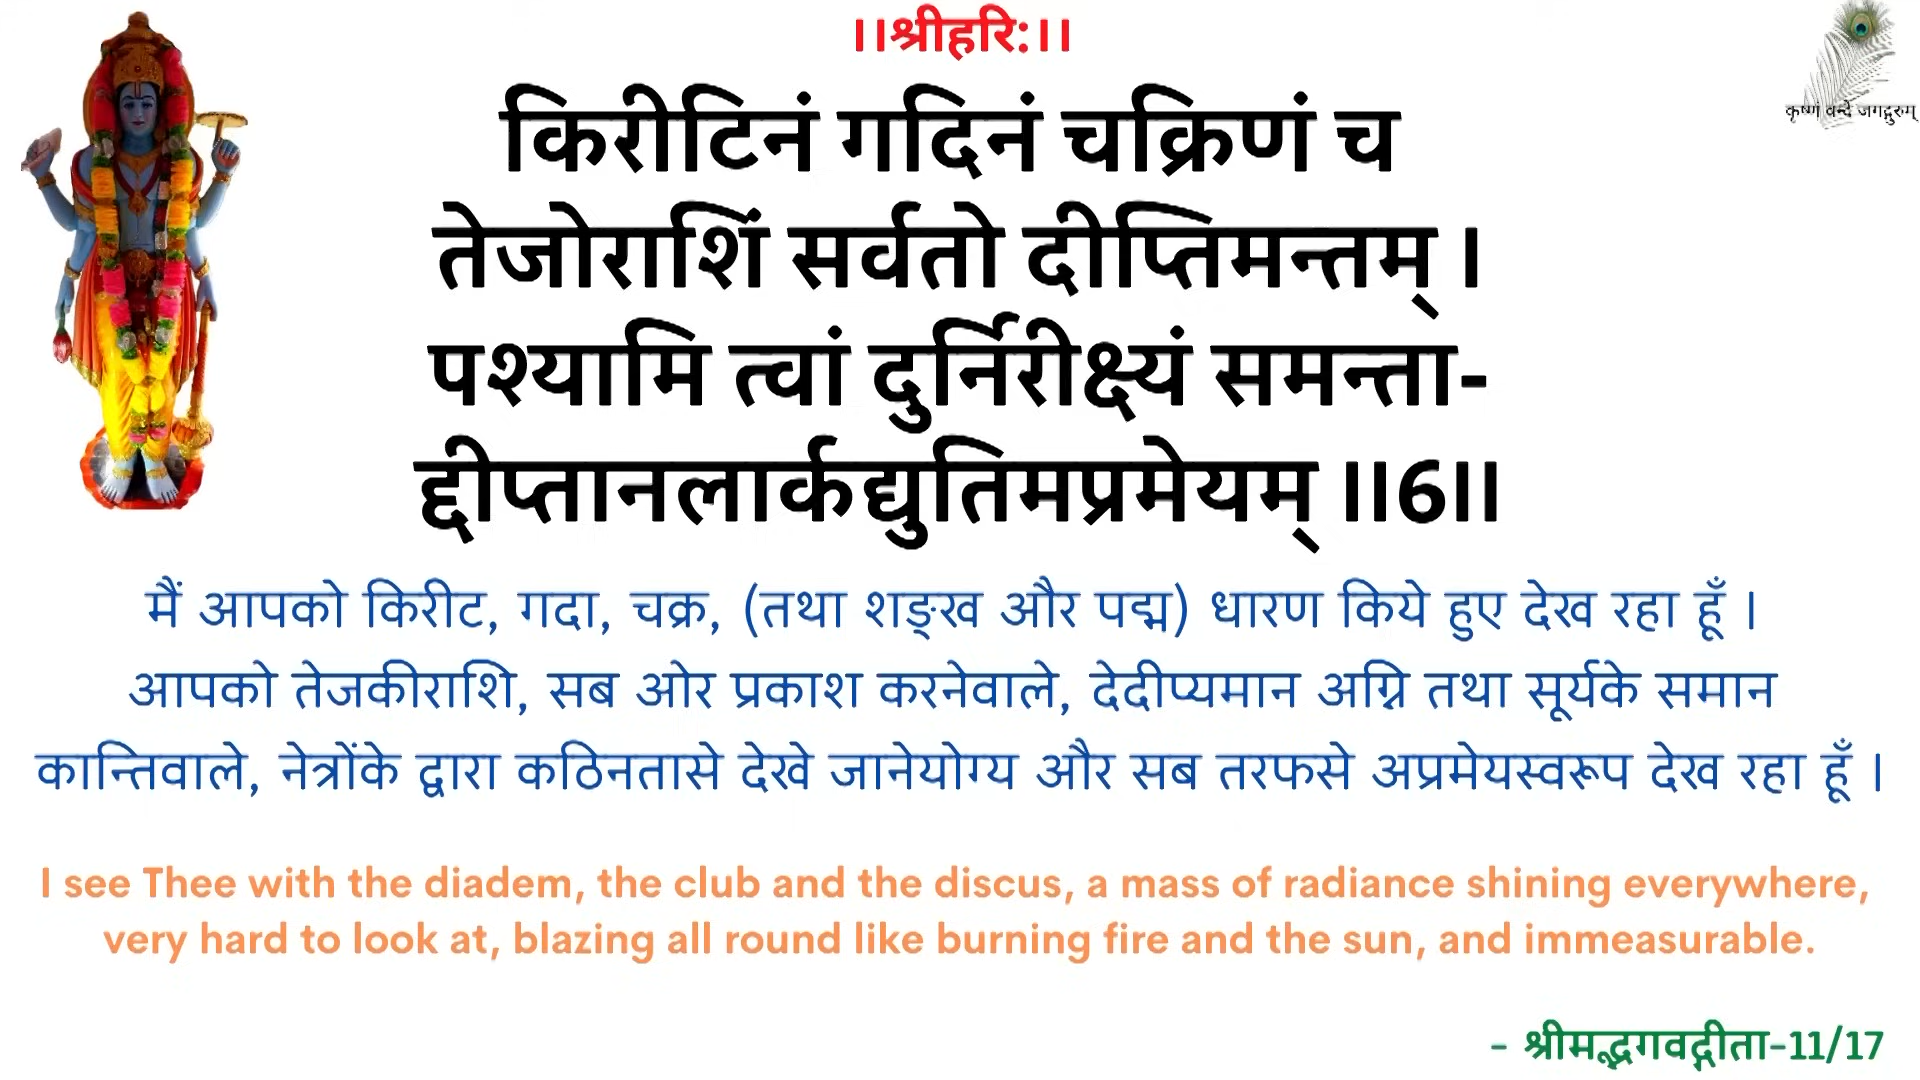 ।।श्रीहरि:।।
कृष्णं वन्दे जगद्गुरुम्
किरीटिनं गदिनं चक्रिणं च
तेजोराशिं सर्वतो दीप्तिमन्तम् ।
पश्यामि त्वां दुर्निरीक्ष्यं समन्ता-
द्दीप्तानलार्कद्युतिमप्रमेयम् ।।6।।
मैं आपको किरीट, गदा, चक्र, (तथा शङ्ख और पद्म) धारण किये हुए देख रहा हूँ ।
आपको तेजकीराशि, सब ओर प्रकाश करनेवाले, देदीप्यमान अग्नि तथा सूर्यके समान
कान्तिवाले, नेत्रोंके द्वारा कठिनतासे देखे जानेयोग्य और सब तरफसे अप्रमेयस्वरूप देख रहा हूँ ।
I see Thee with the diadem, the club and the discus, a mass of radiance shining everywhere,
very hard to look at, blazing all round like burning fire and the sun, and immeasurable.
- श्रीमद्भगवद्गीता-11/17